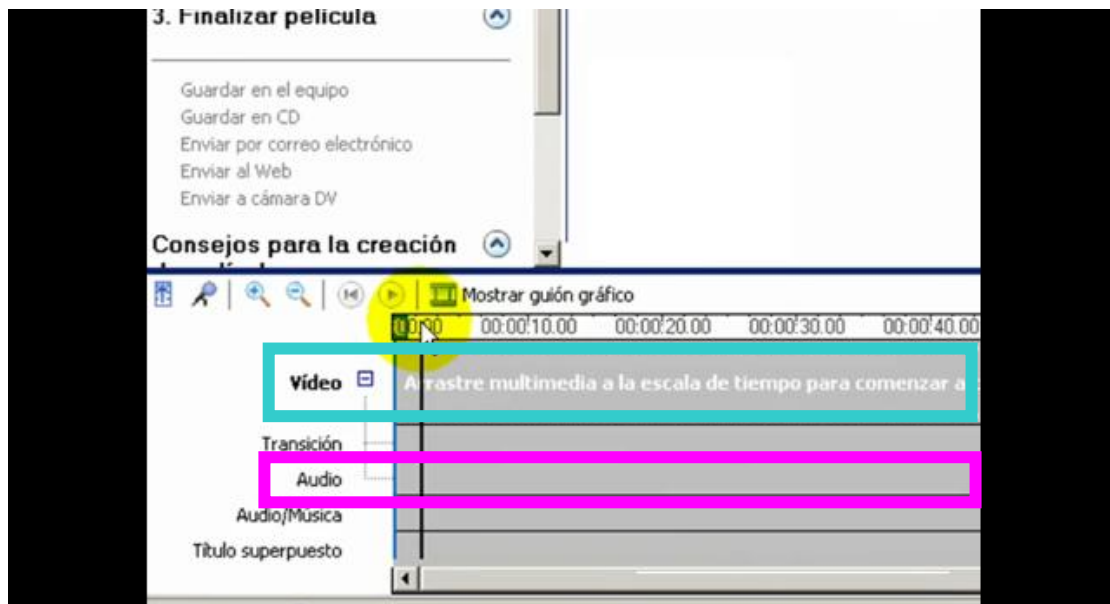 3. Finalizar película
Guardar en el equipo
Guardar en CD
Enviar por correo electrónico
Enviar al Web
Enviar a cámara DV
Consejos para la creación
Mostrar guión gráfico
00:00 00:00:10.00 00:00:20.00 00:00:30.00 00:00:40.00
Vídeo Arrastre multimedia a la escala de tiempo para comenzar a
Transición
Audio
Audio/Música
Título superpuesto